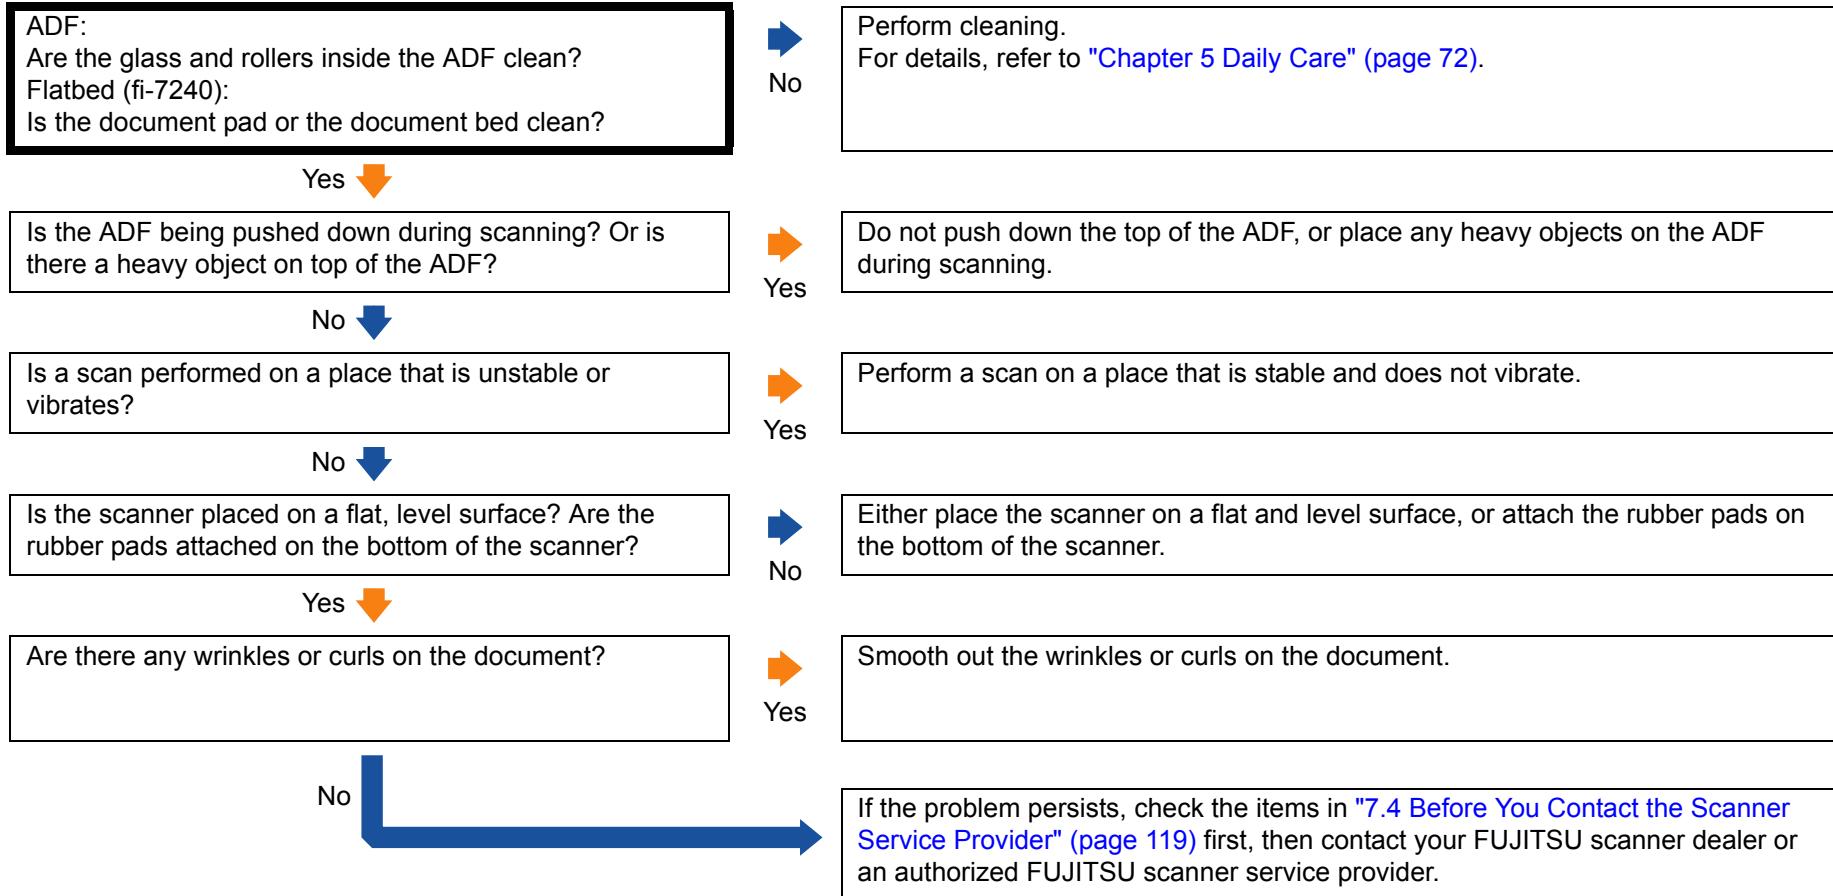 ADF:
Are the glass and rollers inside the ADF clean?
Flatbed (fi-7240):
Is the document pad or the document bed clean?
No
Perform cleaning.
For details, refer to "Chapter 5 Daily Care" (page 72).
Yes
Is the ADF being pushed down during scanning? Or is
there a heavy object on top of the ADF?
Yes
Do not push down the top of the ADF, or place any heavy objects on the ADF
during scanning.
No
Is a scan performed on a place that is unstable or
vibrates?
Yes
Perform a scan on a place that is stable and does not vibrate.
No
Is the scanner placed on a flat, level surface? Are the
rubber pads attached on the bottom of the scanner?
No
Either place the scanner on a flat and level surface, or attach the rubber pads on
the bottom of the scanner.
Yes
Are there any wrinkles or curls on the document?
Yes
Smooth out the wrinkles or curls on the document.
No
If the problem persists, check the items in "7.4 Before You Contact the Scanner
Service Provider" (page 119) first, then contact your FUJITSU scanner dealer or
an authorized FUJITSU scanner service provider.